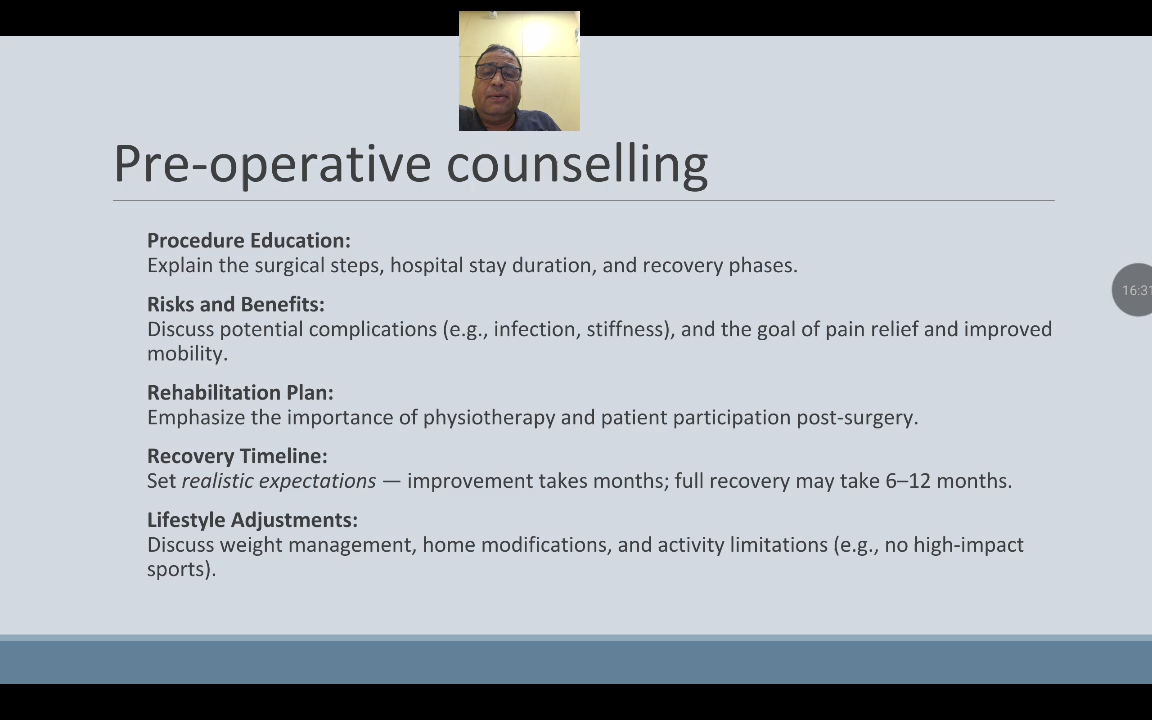 Pre-operative counselling
Procedure Education:
Explain the surgical steps, hospital stay duration, and recovery phases.
Risks and Benefits:
Discuss potential complications (e.g., infection, stiffness), and the goal of pain relief and improved
mobility.
Rehabilitation Plan:
Emphasize the importance of physiotherapy and patient participation post-surgery.
Recovery Timeline:
Set realistic expectations — improvement takes months; full recovery may take 6–12 months.
Lifestyle Adjustments:
Discuss weight management, home modifications, and activity limitations (e.g., no high-impact
sports).
16:31